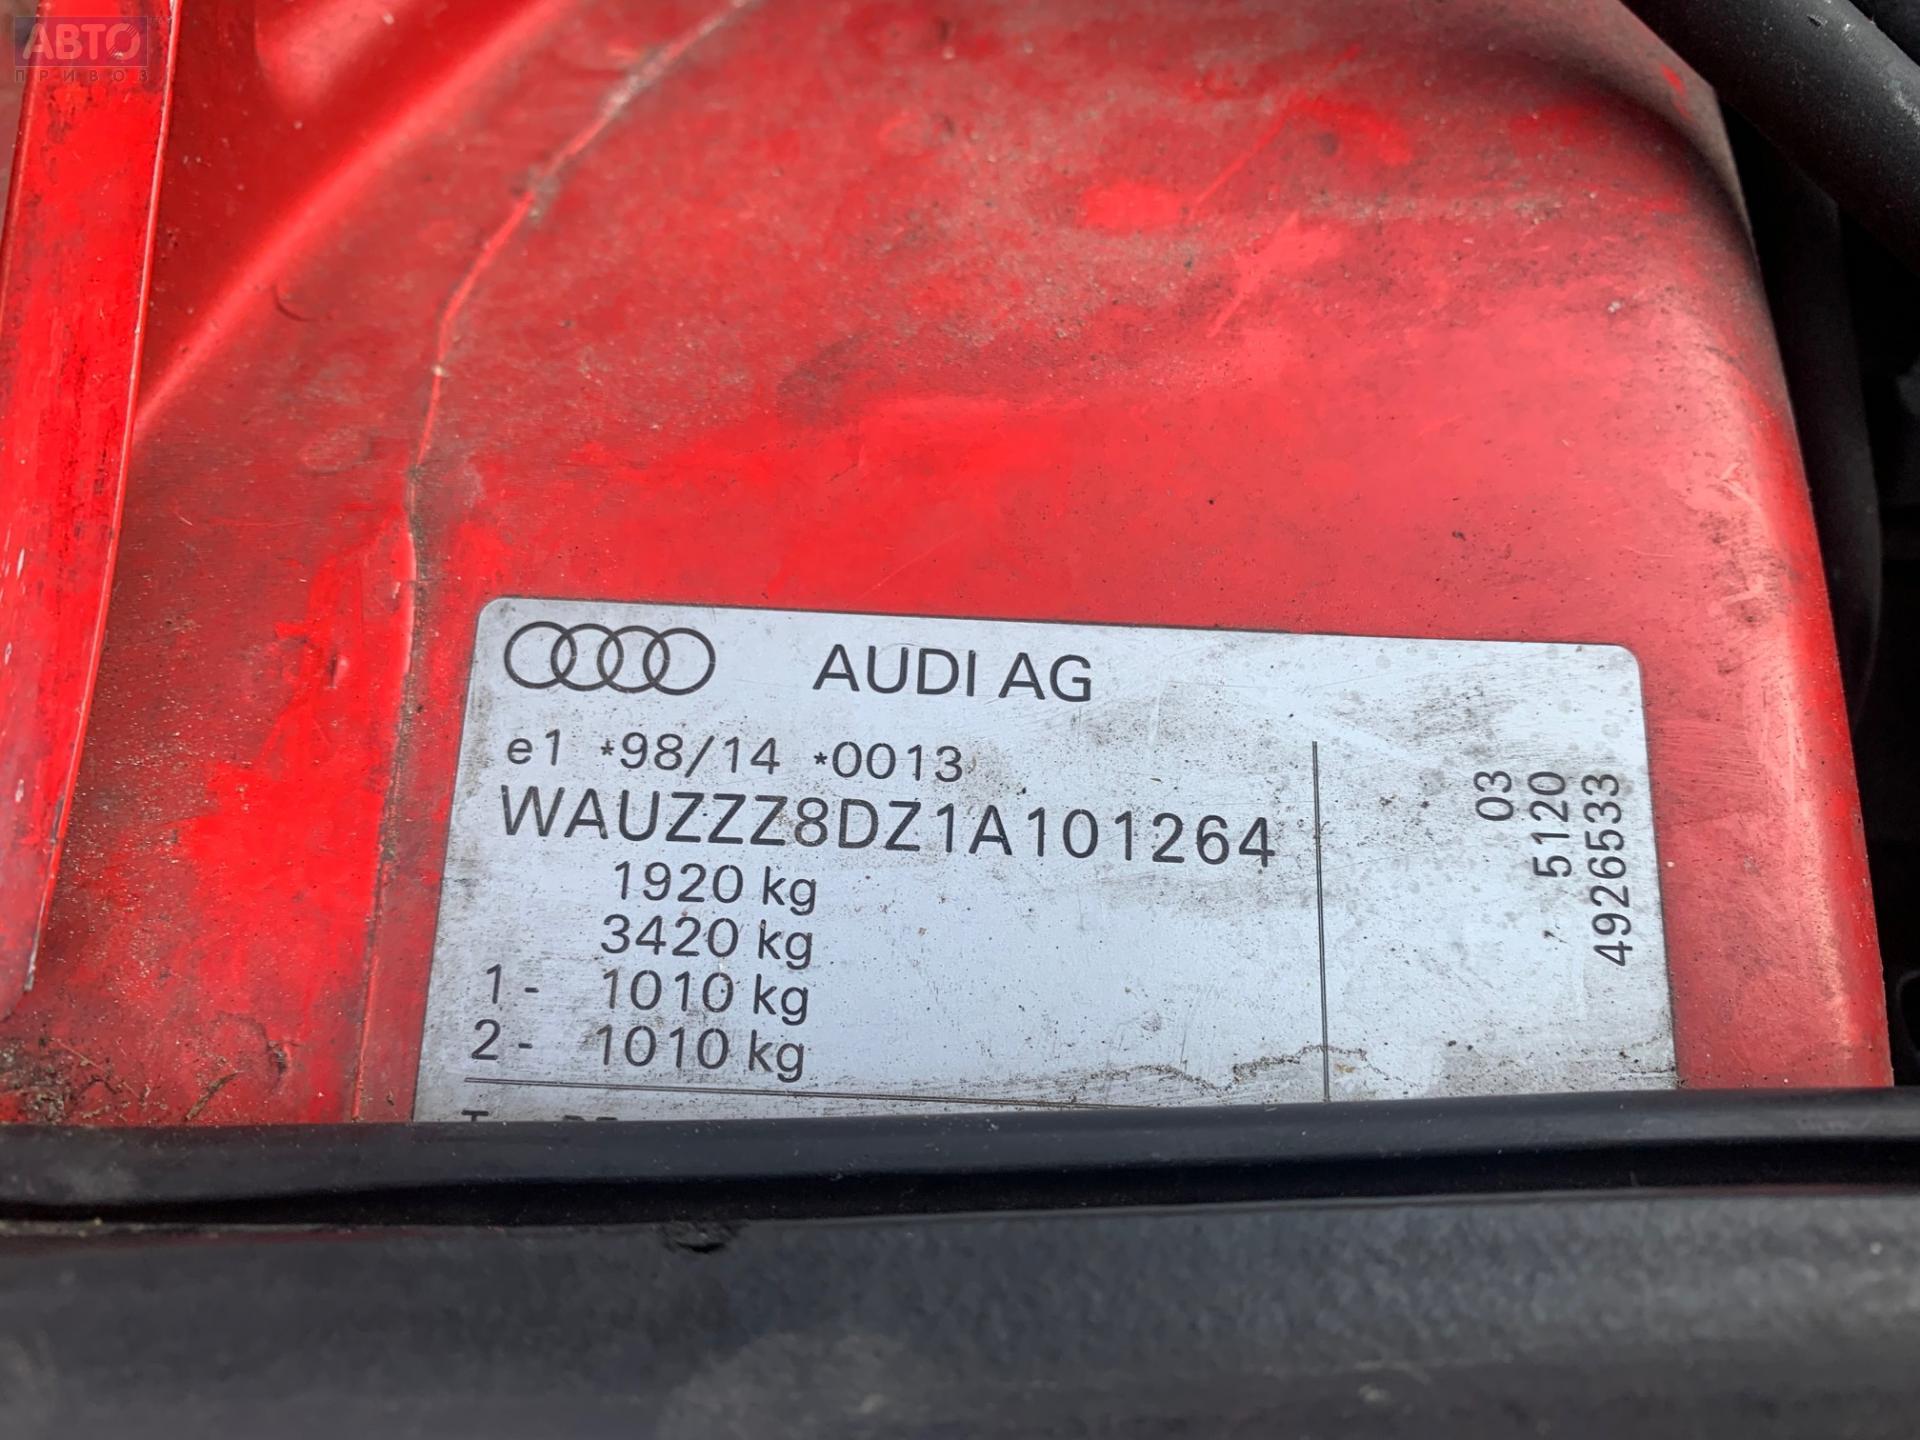 АВТО
ПРИВОЗ
AUDI AG
e1 *98/14 *0013
WAUZZZ8DZ1A101264
1920 kg
3420 kg
1- 1010 kg
2- 1010 kg
03
5120
4926533